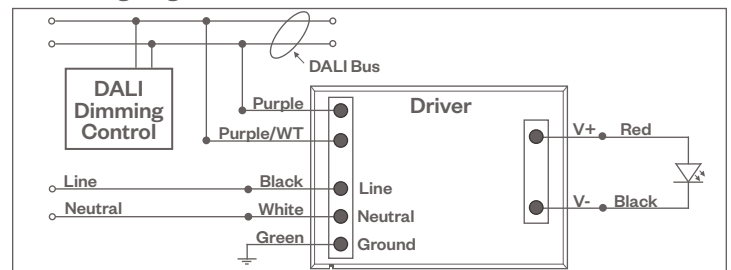 DALI Bus
DALI
Dimming
Control
Driver
Purple
Purple/WT
V+ Red
Line Black Line
Neutral White Neutral
V- Black
Green Ground